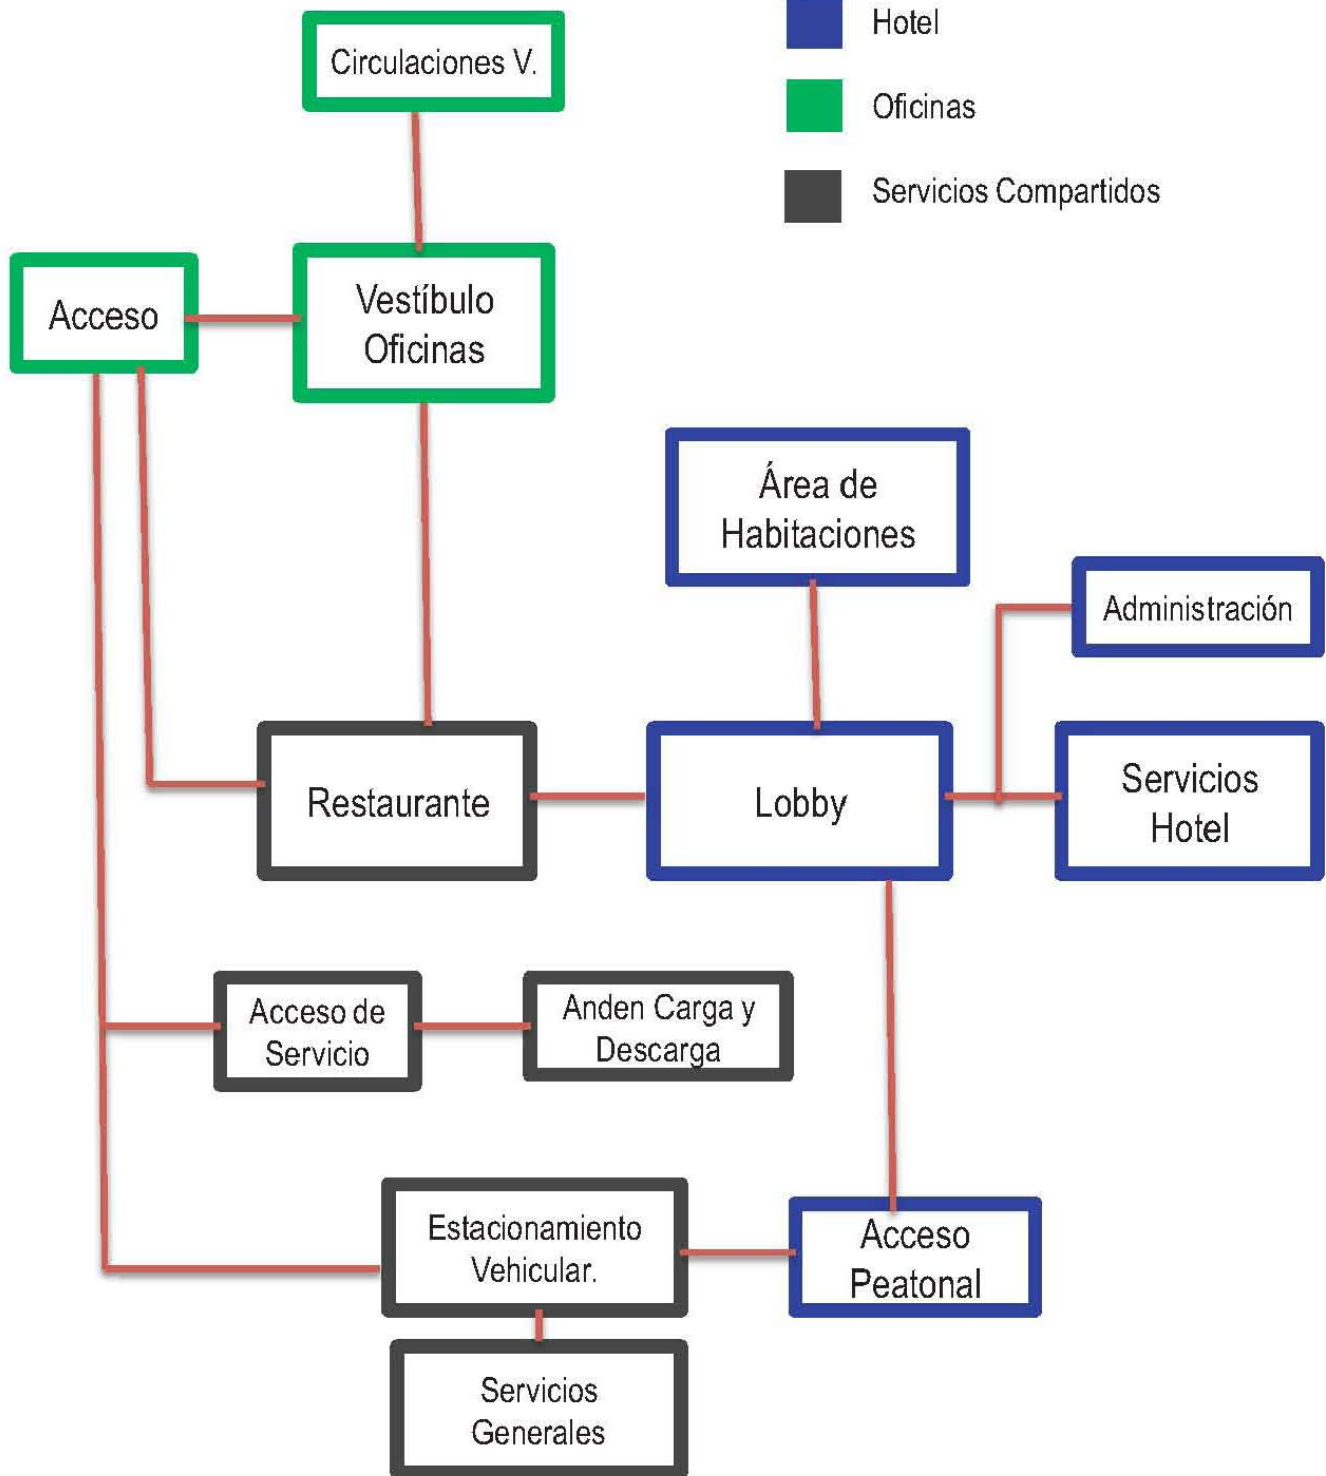 Hotel
Oficinas
Servicios Compartidos
Circulaciones V.
Acceso
Vestíbulo
Oficinas
Área de
Habitaciones
Administración
Restaurante
Lobby
Servicios
Hotel
Acceso de
Servicio
Anden Carga y
Descarga
Estacionamiento
Vehicular.
Acceso
Peatonal
Servicios
Generales